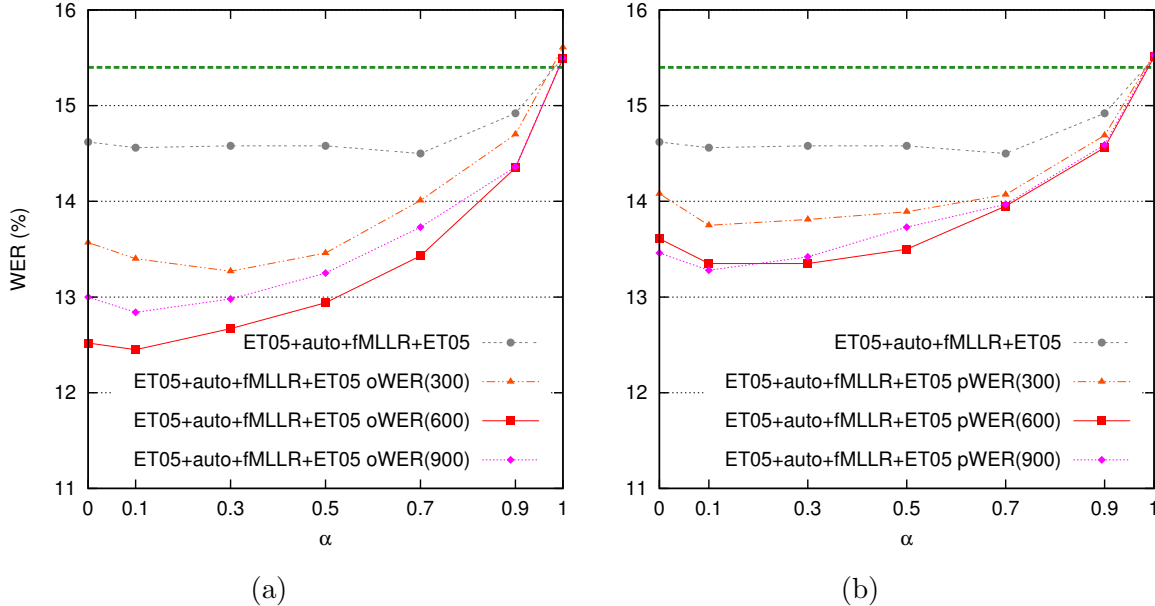 16
15
14
13
12
11
WER (%)
0 0.1 0.3 0.5 0.7 0.9 1
α
ET05+auto+fMLLR+ET05
ET05+auto+fMLLR+ET05 oWER(300)
ET05+auto+fMLLR+ET05 oWER(600)
ET05+auto+fMLLR+ET05 oWER(900)
(a)
16
15
14
13
12
11
0 0.1 0.3 0.5 0.7 0.9 1
α
ET05+auto+fMLLR+ET05
ET05+auto+fMLLR+ET05 pWER(300)
ET05+auto+fMLLR+ET05 pWER(600)
ET05+auto+fMLLR+ET05 pWER(900)
(b)